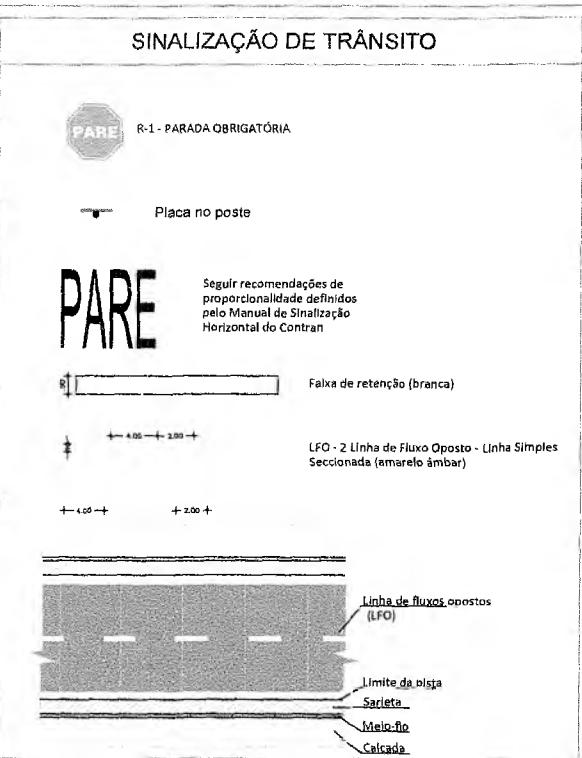 SINALIZAÇÃO DE TRÂNSITO
PARE
R-1 - PARADA OBRIGATÓRIA
Placa no poste
PARE
Seguir recomendações de
proporcionalidade definidos
pelo Manual de Sinalização
Horizontal do Contran
Faixa de retenção (branca)
4.00 2.00
LFO - 2 Linha de Fluxo Oposto - Linha Simples
Seccionada (amarelo âmbar)
4.00 2.00
Linha de fluxos opostos
(LFO)
Limite da pista
Sarjeta
Meio-fio
Calçada